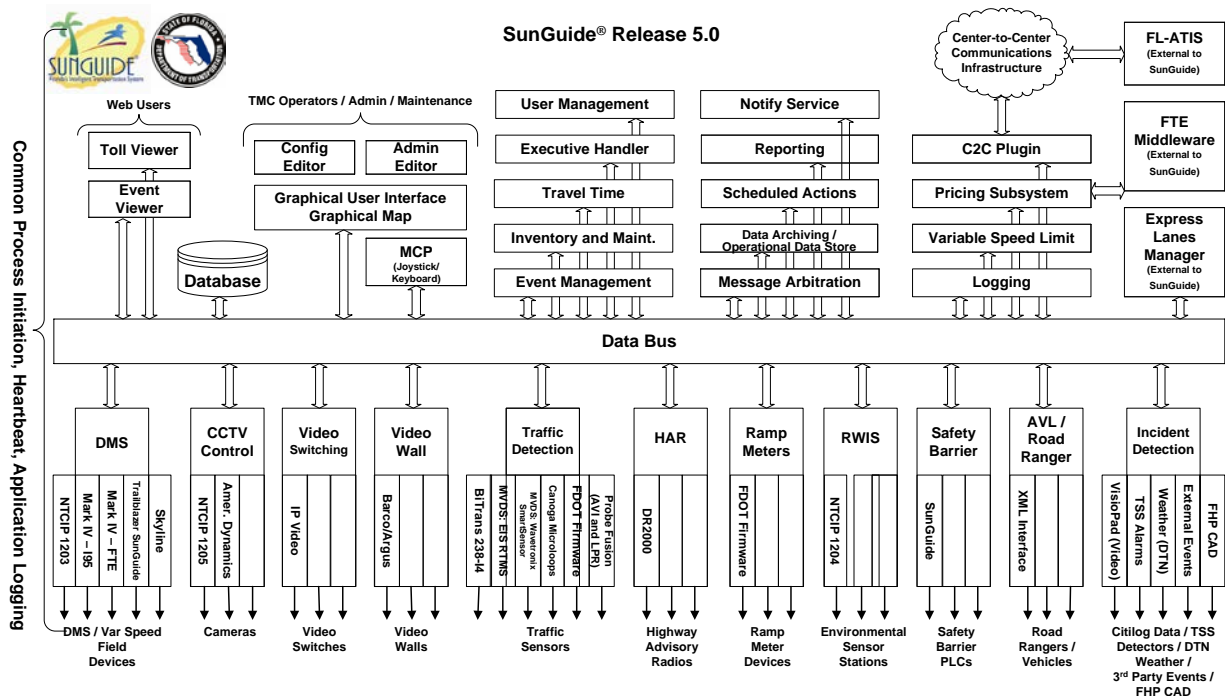 SunGuide® Release 5.0
SUNGUIDE
Florida's Intelligent Transportation System
STATE OF FLORIDA
DEPARTMENT OF TRANSPORTATION
Common Process Initiation, Heartbeat, Application Logging
Web Users
Toll Viewer
Event
Viewer
TMC Operators / Admin / Maintenance
Config
Editor
Admin
Editor
Graphical User Interface
Graphical Map
Database
MCP
(Joystick/
Keyboard)
User Management
Executive Handler
Travel Time
Inventory and Maint.
Event Management
Notify Service
Reporting
Scheduled Actions
Data Archiving /
Operational Data Store
Message Arbitration
Center-to-Center
Communications
Infrastructure
C2C Plugin
Pricing Subsystem
Variable Speed Limit
Logging
FL-ATIS
(External to
SunGuide)
FTE
Middleware
(External to
SunGuide)
Express
Lanes
Manager
(External to
SunGuide)
Data Bus
DMS
NTCIP 1203
Mark IV – I95
Mark IV – FTE
Trailblazer/ SunGuide
Skyline
DMS / Var Speed
Field
Devices
CCTV
Control
NTCIP 1205
Amer. Dynamics
Cameras
Video
Switching
IP Video
Video
Switches
Video
Wall
Barco/Argus
Video
Walls
Traffic
Detection
BiTrans 238-I4
MVDS: EIS RTMS
MVDS: Wavetronix
SmartSensor
Canoga Microloops
FDOT Firmware
Probe Fusion
(AVI and LPR)
Traffic
Sensors
HAR
DR2000
Highway
Advisory
Radios
Ramp
Meters
FDOT Firmware
Ramp
Meter
Devices
RWIS
NTCIP 1204
Environmental
Sensor
Stations
Safety
Barrier
SunGuide
Safety
Barrier
PLCs
AVL /
Road
Ranger
XML Interface
Road
Rangers /
Vehicles
Incident
Detection
VisioPad (Video)
TSS Alarms
Weather (DTN)
External Events
FHP CAD
Citilog Data / TSS
Detectors / DTN
Weather /
3rd Party Events /
FHP CAD